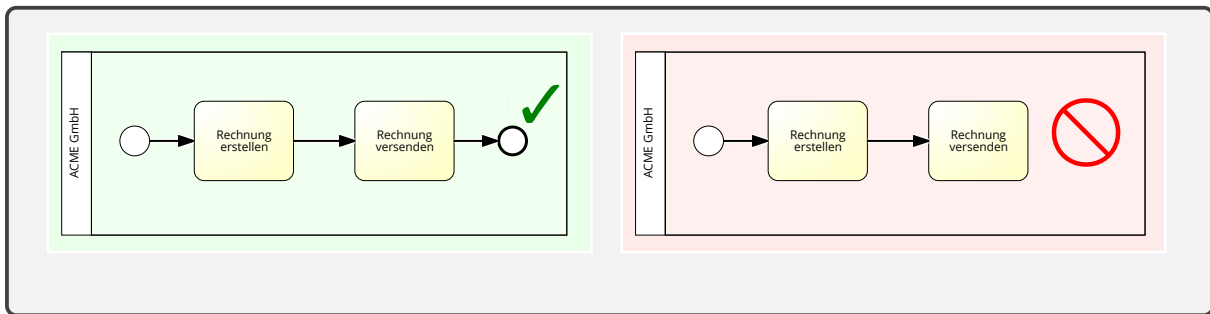 ACME GmbH
Rechnung
erstellen
Rechnung
versenden
ACME GmbH
Rechnung
erstellen
Rechnung
versenden